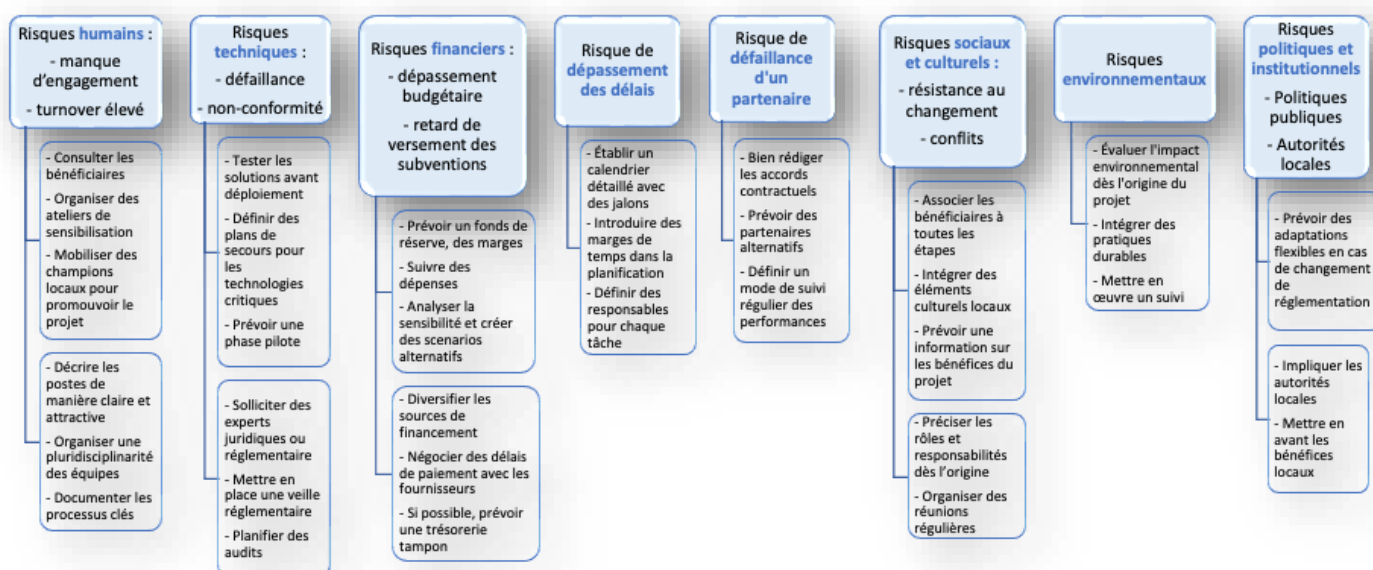 Risques humains :
- manque
d'engagement
- turnover élevé
- Consulter les
bénéficiaires
- Organiser des
ateliers de
sensibilisation
- Mobiliser des
champions
locaux pour
promouvoir le
projet
- Décrire les
postes de
manière claire et
attractive
- Organiser une
pluridisciplinarité
des équipes
- Documenter les
processus clés
Risques
techniques :
- défaillance
- non-conformité
- Tester les
solutions avant
déploiement
- Définir des
plans de
secours pour
les
technologies
critiques
- Prévoir une
phase pilote
- Solliciter des
experts
juridiques ou
réglementaire
- Mettre en
place une veille
réglementaire
- Planifier des
audits
Risques financiers :
- dépassement
budgétaire
- retard de
versement des
subventions
- Prévoir un fonds de
réserve, des marges
- Suivre des
dépenses
- Analyser la
sensibilité et créer
des scenarios
alternatifs
- Diversifier les
sources de
financement
- Négocier des délais
de paiement avec les
fournisseurs
- Si possible, prévoir
une trésorerie
tampon
Risque de
dépassement
des délais
- Établir un
calendrier
détaillé avec
des jalons
- Introduire des
marges de
temps dans la
planification
- Définir des
responsables
pour chaque
tâche
Risque de
défaillance
d'un
partenaire
- Bien rédiger
les accords
contractuels
- Prévoir des
partenaires
alternatifs
- Définir un
mode de suivi
régulier des
performances
Risques sociaux
et culturels :
- résistance au
changement
- conflits
- Associer les
bénéficiaires à
toutes les
étapes
- Intégrer des
éléments
culturels locaux
- Prévoir une
information sur
les bénéfices du
projet
- Préciser les
rôles et
responsabilités
dès l'origine
- Organiser des
réunions
régulières
Risques
environnementaux
- Évaluer l'impact
environnemental
dès l'origine du
projet
- Intégrer des
pratiques
durables
- Mettre en
œuvre un suivi
Risques
politiques et
institutionnels
- Politiques
publiques
- Autorités
locales
- Prévoir des
adaptations
flexibles en cas
de changement
de
réglementation
- Impliquer les
autorités
locales
- Mettre en
avant les
bénéfices
locaux